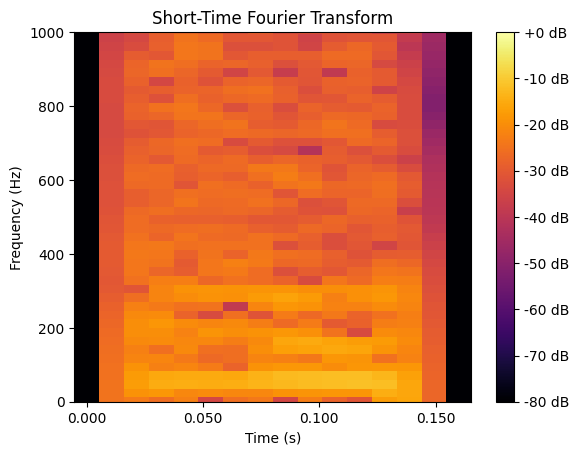 Short-Time Fourier Transform
Frequency (Hz)
1000
800
600
400
200
0
0.000
0.050
0.100
0.150
Time (s)
+0 dB
-10 dB
-20 dB
-30 dB
-40 dB
-50 dB
-60 dB
-70 dB
-80 dB